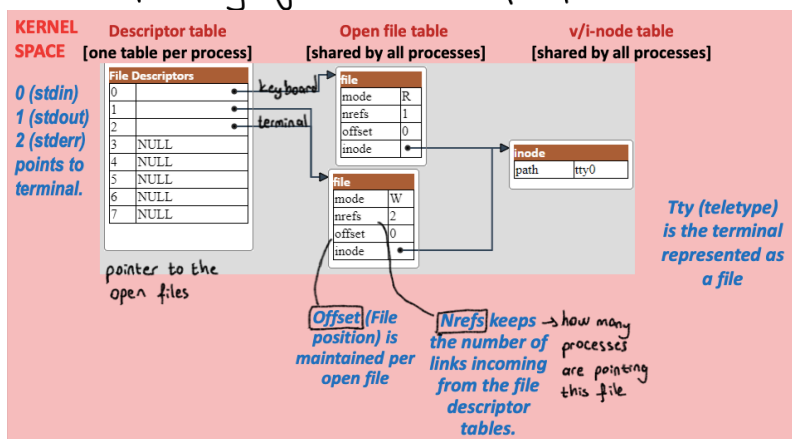 KERNEL
SPACE
Descriptor table
[one table per process]
Open file table
[shared by all processes]
v/i-node table
[shared by all processes]
0 (stdin)
1 (stdout)
2 (stderr)
points to
terminal.
File Descriptors
0
1
2
3 NULL
4 NULL
5 NULL
6 NULL
7 NULL
keyboard
terminal
file
mode R
nrefs 1
offset 0
inode
file
mode W
nrefs 2
offset 0
inode
inode
path tty0
pointer to the
open files
Tty (teletype)
is the terminal
represented as
a file
Offset (File
position) is
maintained per
open file
Nrefs keeps
the number of
links incoming
from the file
descriptor
tables.
→ how many
processes
are pointing
this file